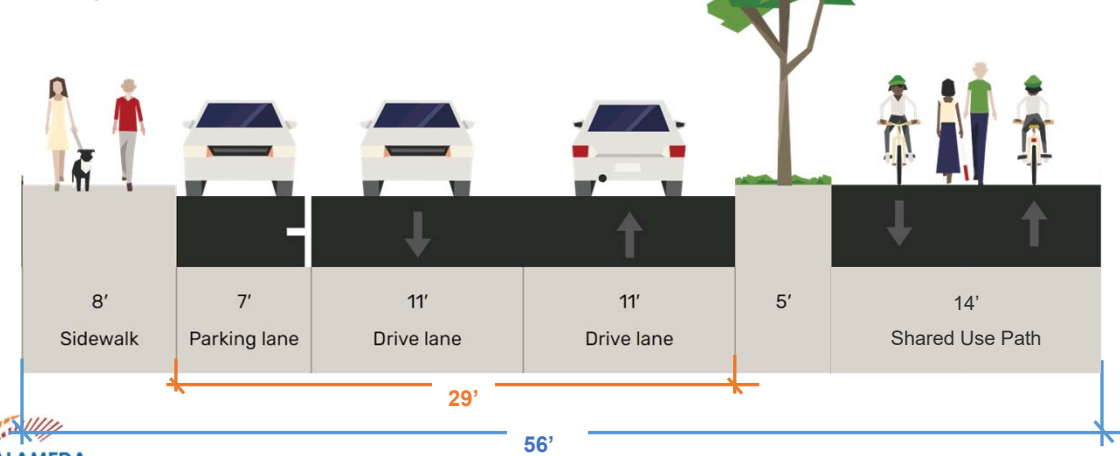 8′ 7′ 11′ 11′ 5′ 14’
Sidewalk Parking lane Drive lane Drive lane Shared Use Path
29’
56’